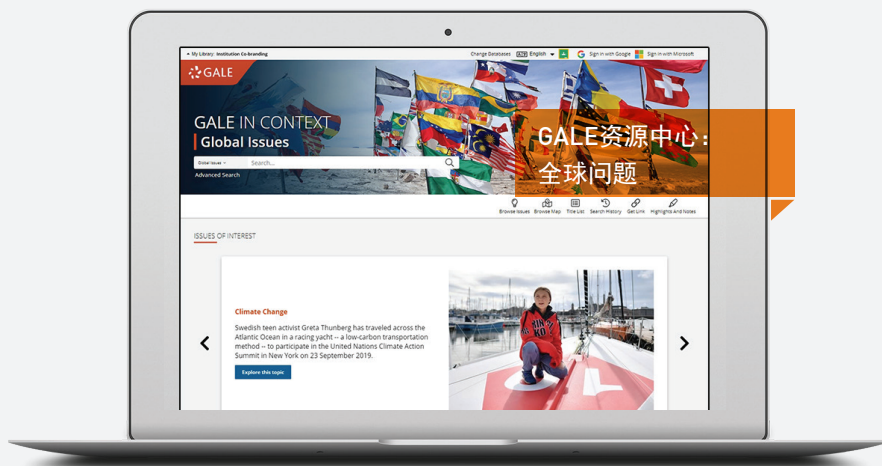 My Library: Institution Co-branding
Change Databases English Sign in with Google Sign in with Microsoft
GALE
GALE IN CONTEXT
Global Issues
GALE资源中心：
全球问题
Global Issues Search...
Advanced Search
Browse Issues Browse Map Title List Search History Get Link Highlights And Notes
ISSUES OF INTEREST
Climate Change
Swedish teen activist Greta Thunberg has traveled across the
Atlantic Ocean in a racing yacht -- a low-carbon transportation
method -- to participate in the United Nations Climate Action
Summit in New York on 23 September 2019.
Explore this topic